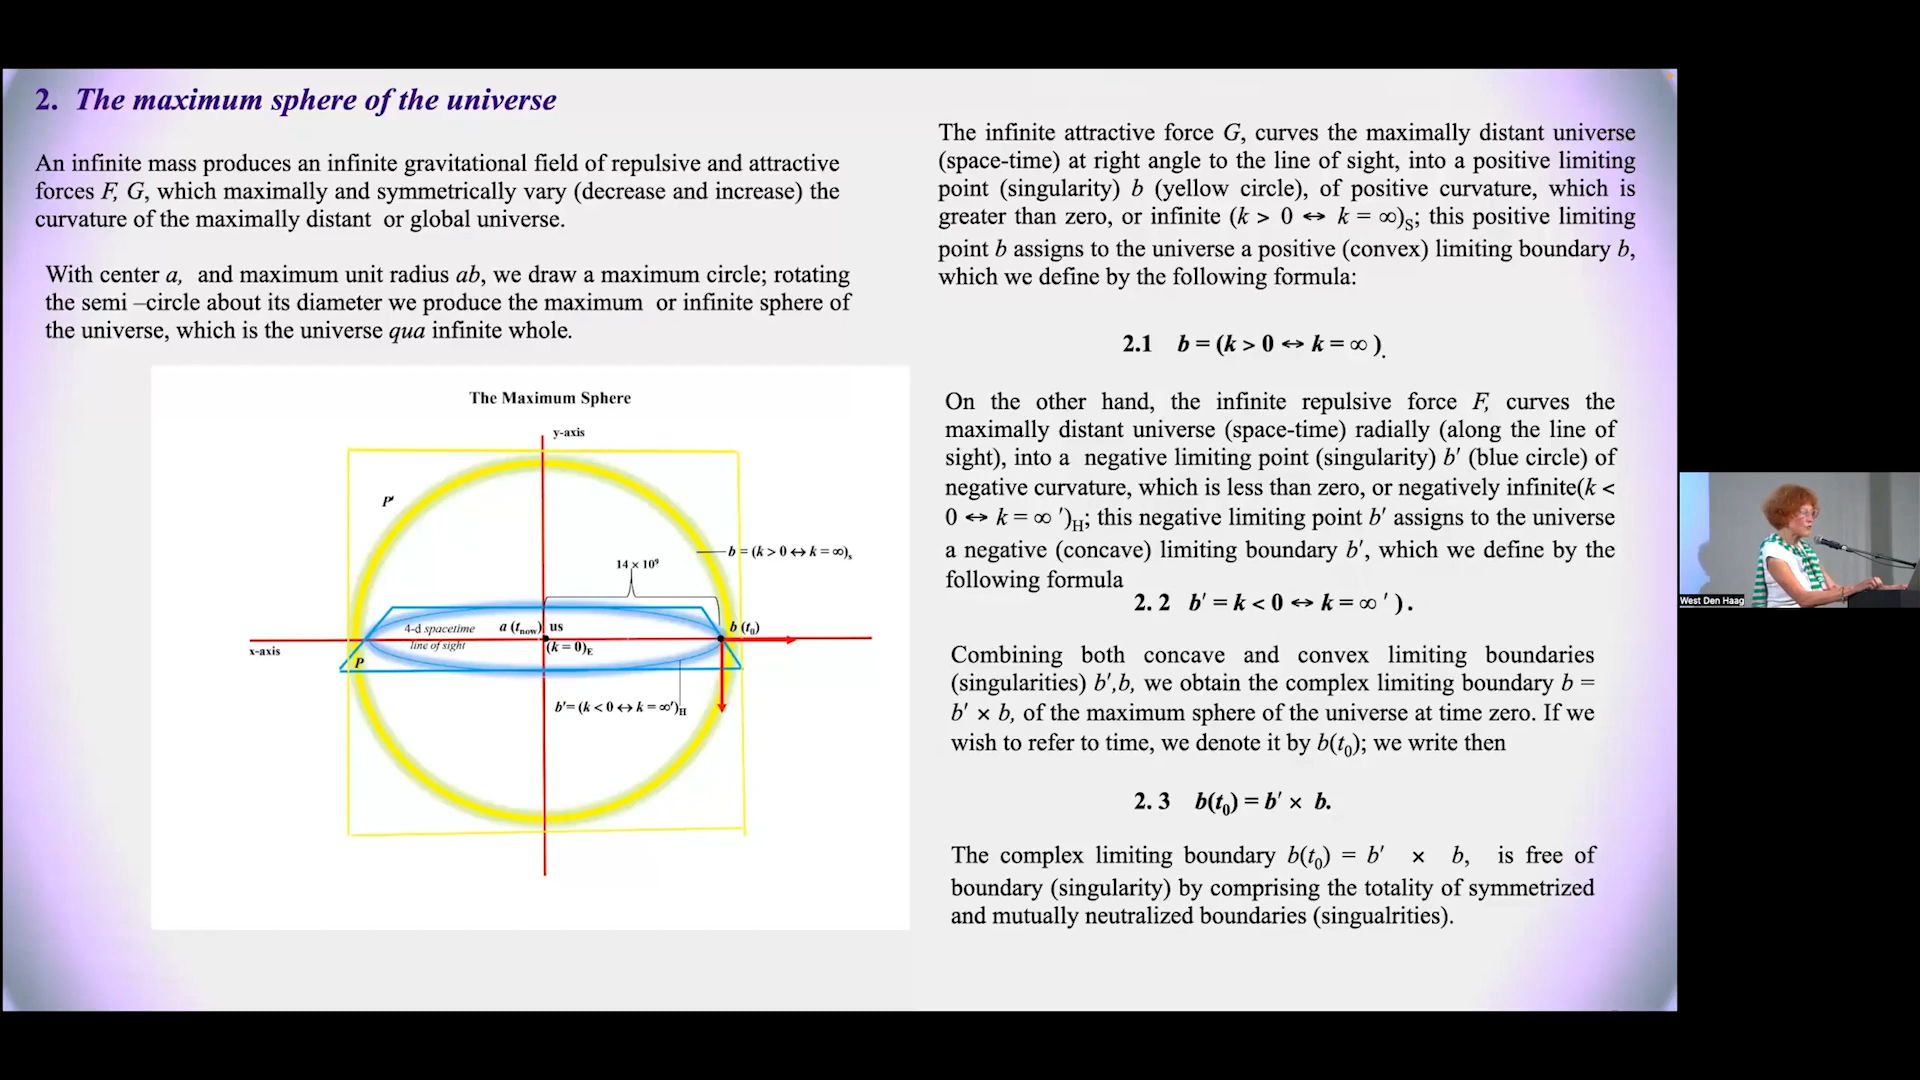 2. The maximum sphere of the universe
An infinite mass produces an infinite gravitational field of repulsive and attractive
forces F, G, which maximally and symmetrically vary (decrease and increase) the
curvature of the maximally distant or global universe.
With center a, and maximum unit radius ab, we draw a maximum circle; rotating
the semi –circle about its diameter we produce the maximum or infinite sphere of
the universe, which is the universe qua infinite whole.
The Maximum Sphere
y-axis
P'
b = (k > 0 ↔ k = ∞)s
14 × 10⁹
4-d spacetime
line of sight
a (tnow) us
b (t0)
x-axis
(k = 0)E
P
b'= (k < 0 ↔ k = ∞')H
The infinite attractive force G, curves the maximally distant universe
(space-time) at right angle to the line of sight, into a positive limiting
point (singularity) b (yellow circle), of positive curvature, which is
greater than zero, or infinite (k > 0 ↔ k = ∞)S; this positive limiting
point b assigns to the universe a positive (convex) limiting boundary b,
which we define by the following formula:
2.1 b = (k > 0 ↔ k = ∞ ).
On the other hand, the infinite repulsive force F, curves the
maximally distant universe (space-time) radially (along the line of
sight), into a negative limiting point (singularity) b' (blue circle) of
negative curvature, which is less than zero, or negatively infinite(k <
0 ↔ k = ∞ ')H; this negative limiting point b' assigns to the universe
a negative (concave) limiting boundary b', which we define by the
following formula
2. 2 b' = k < 0 ↔ k = ∞ ' ).
Combining both concave and convex limiting boundaries
(singularities) b',b, we obtain the complex limiting boundary b =
b' × b, of the maximum sphere of the universe at time zero. If we
wish to refer to time, we denote it by b(t0); we write then
2. 3 b(t0) = b' × b.
The complex limiting boundary b(t0) = b' × b, is free of
boundary (singularity) by comprising the totality of symmetrized
and mutually neutralized boundaries (singualrities).
West Den Haag